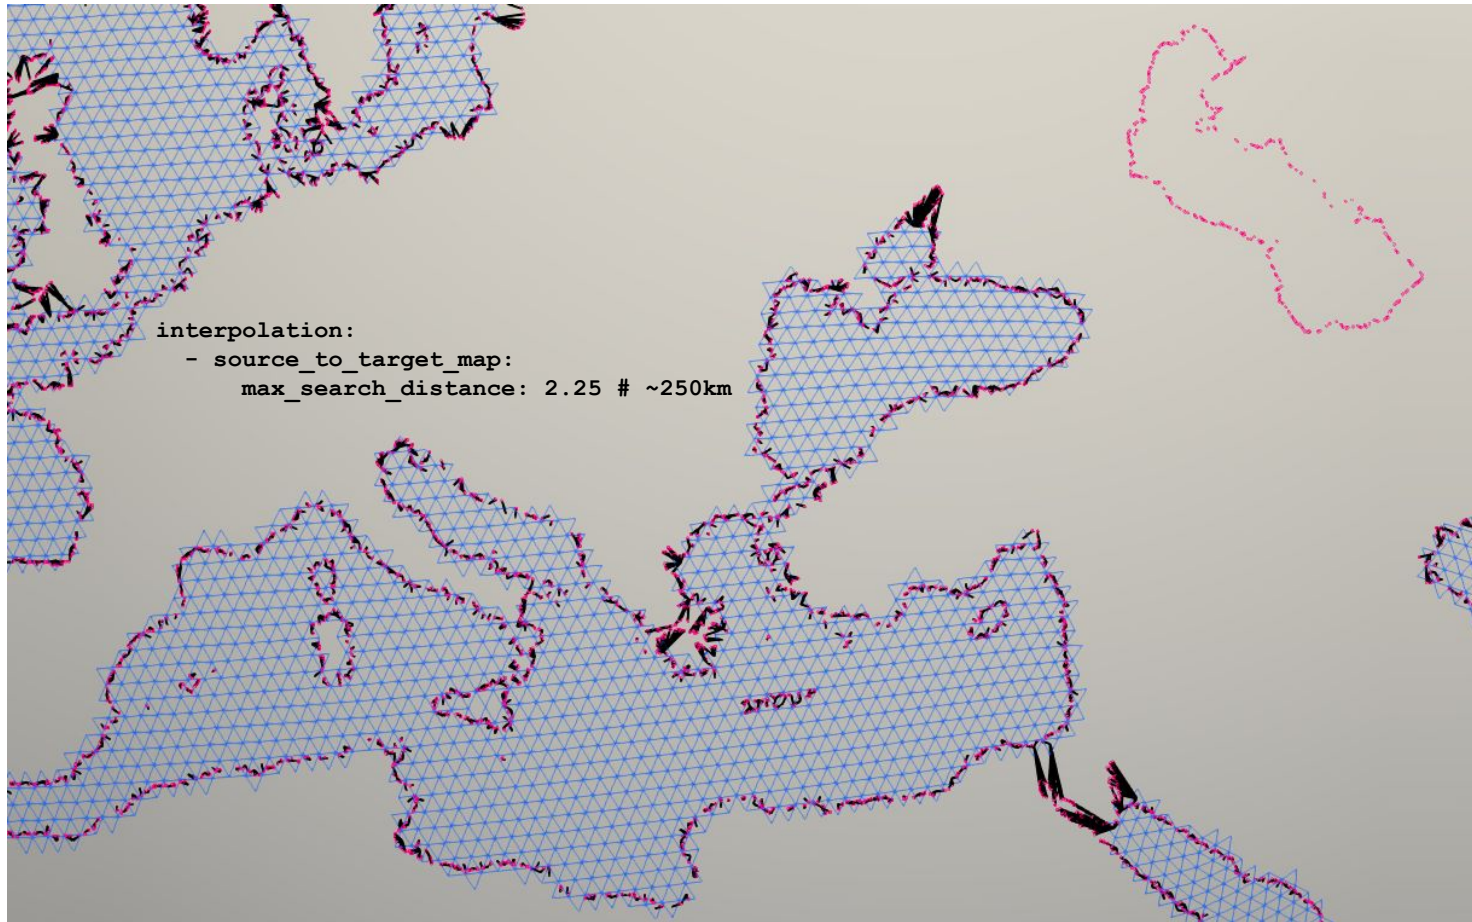 interpolation:
  - source_to_target_map:
      max_search_distance: 2.25 # ~250km